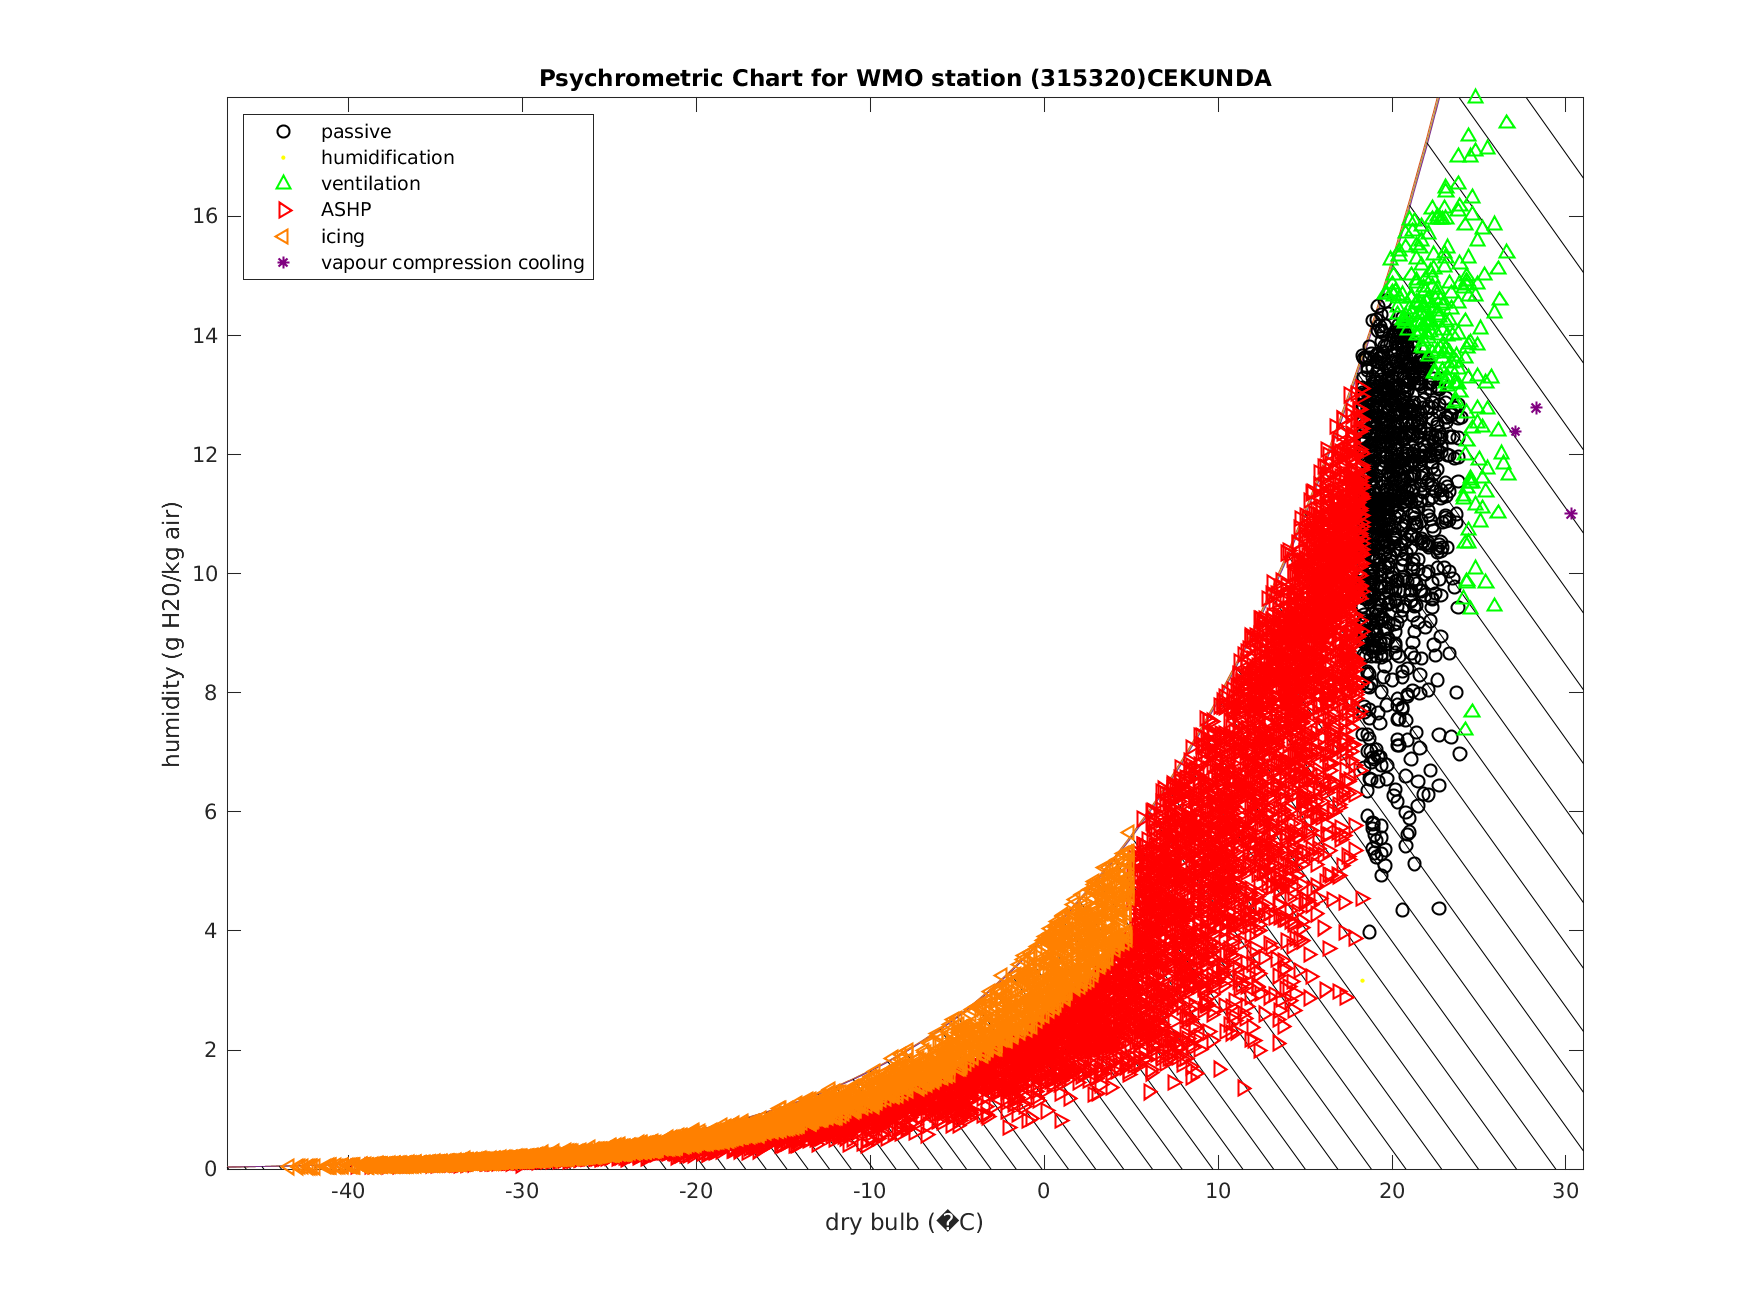 Psychrometric Chart for WMO station (315320)CEKUNDA
passive
humidification
ventilation
ASHP
icing
vapour compression cooling
humidity (g H20/kg air)
16
14
12
10
8
6
4
2
0
-40 -30 -20 -10 0 10 20 30
dry bulb (�C)